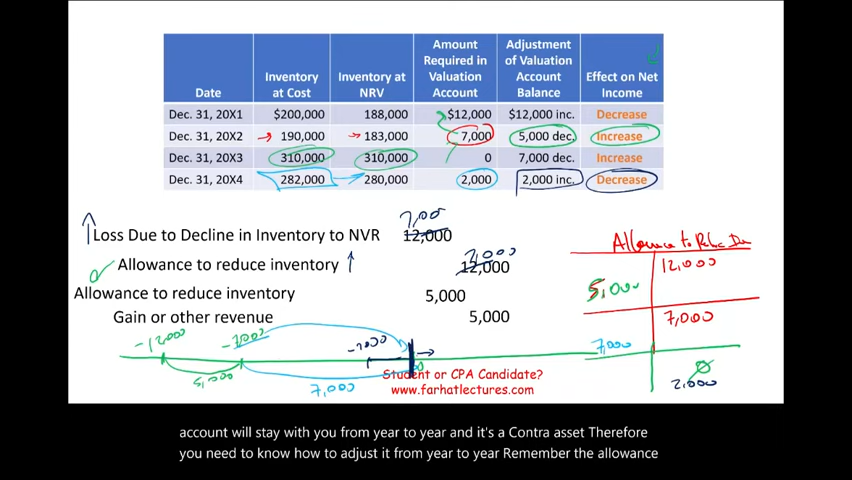 Date Inventory at Cost Inventory at NRV Amount Required in Valuation Account Adjustment of Valuation Account Balance Effect on Net Income
Dec. 31, 20X1 $200,000 188,000 $12,000 $12,000 inc. Decrease
Dec. 31, 20X2 190,000 183,000 7,000 5,000 dec. Increase
Dec. 31, 20X3 310,000 310,000 0 7,000 dec. Increase
Dec. 31, 20X4 282,000 280,000 2,000 2,000 inc. Decrease
Loss Due to Decline in Inventory to NVR 12,000
Allowance to reduce inventory 12,000
Allowance to reduce inventory 5,000
Gain or other revenue 5,000
Allowance to
12,000
5,000
7,000
7,000
0
2,000
-12000
5,000
7,000
Student or CPA Candidate?
www.farhatlectures.com
account will stay with you from year to year and it's a Contra asset Therefore
you need to know how to adjust it from year to year Remember the allowance